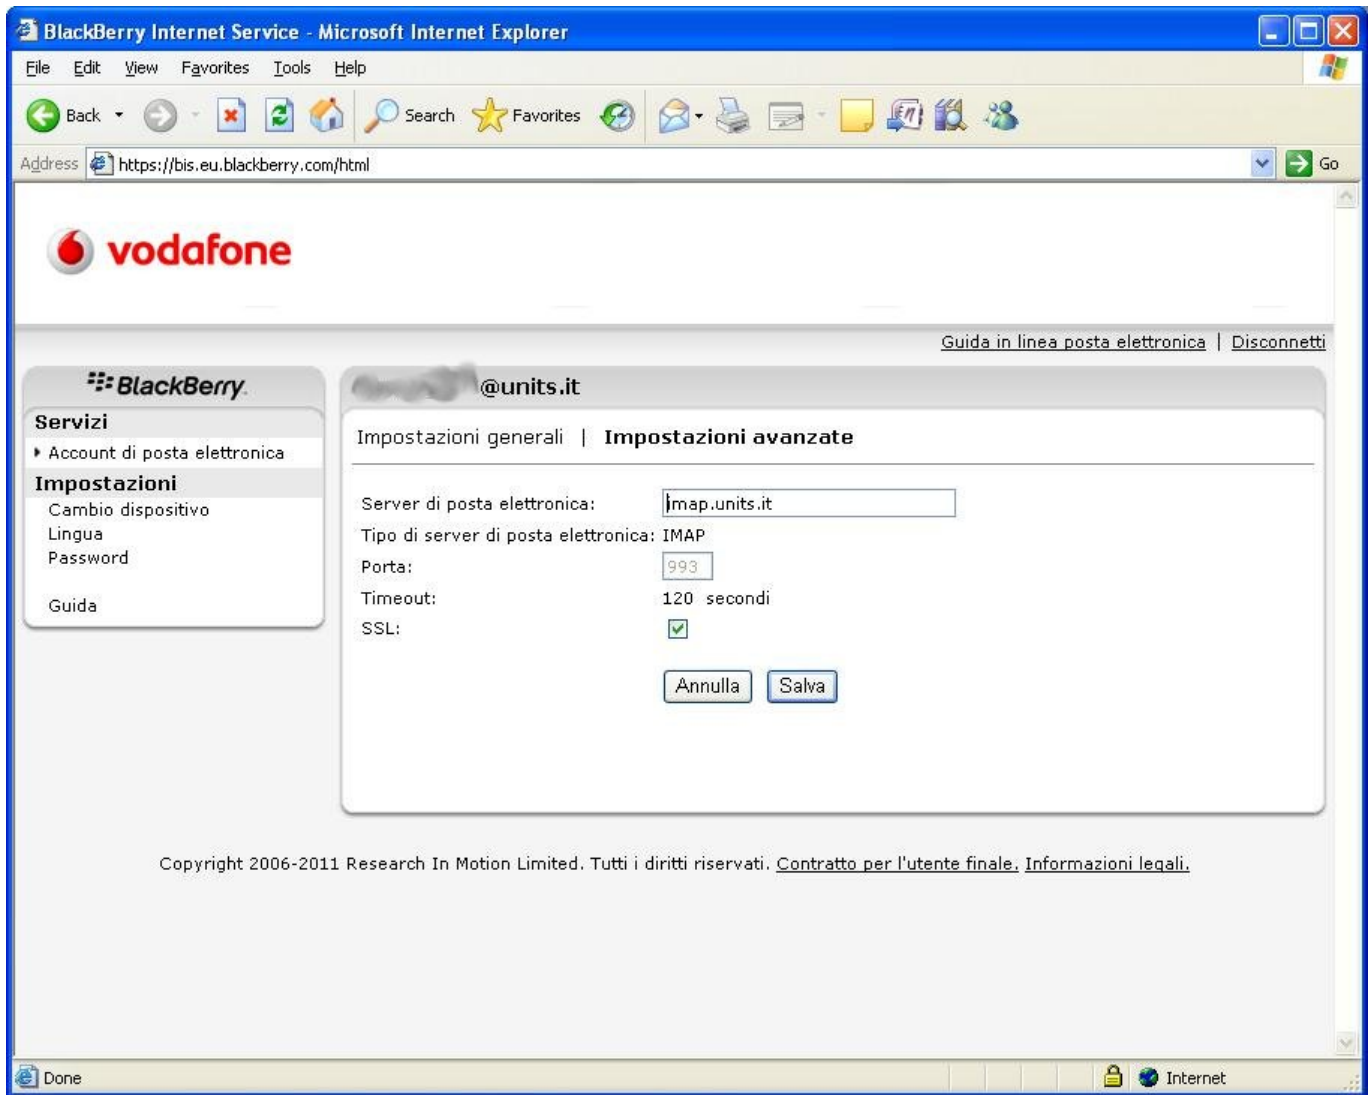 BlackBerry Internet Service - Microsoft Internet Explorer
File Edit View Favorites Tools Help
Back Search Favorites
Address https://bis.eu.blackberry.com/html Go
vodafone
Guida in linea posta elettronica | Disconnetti
BlackBerry.
@units.it
Servizi
Account di posta elettronica
Impostazioni
Cambio dispositivo
Lingua
Password
Guida
Impostazioni generali | Impostazioni avanzate
Server di posta elettronica: imap.units.it
Tipo di server di posta elettronica: IMAP
Porta: 993
Timeout: 120 secondi
SSL:
Annulla Salva
Copyright 2006-2011 Research In Motion Limited. Tutti i diritti riservati. Contratto per l'utente finale. Informazioni legali.
Done Internet